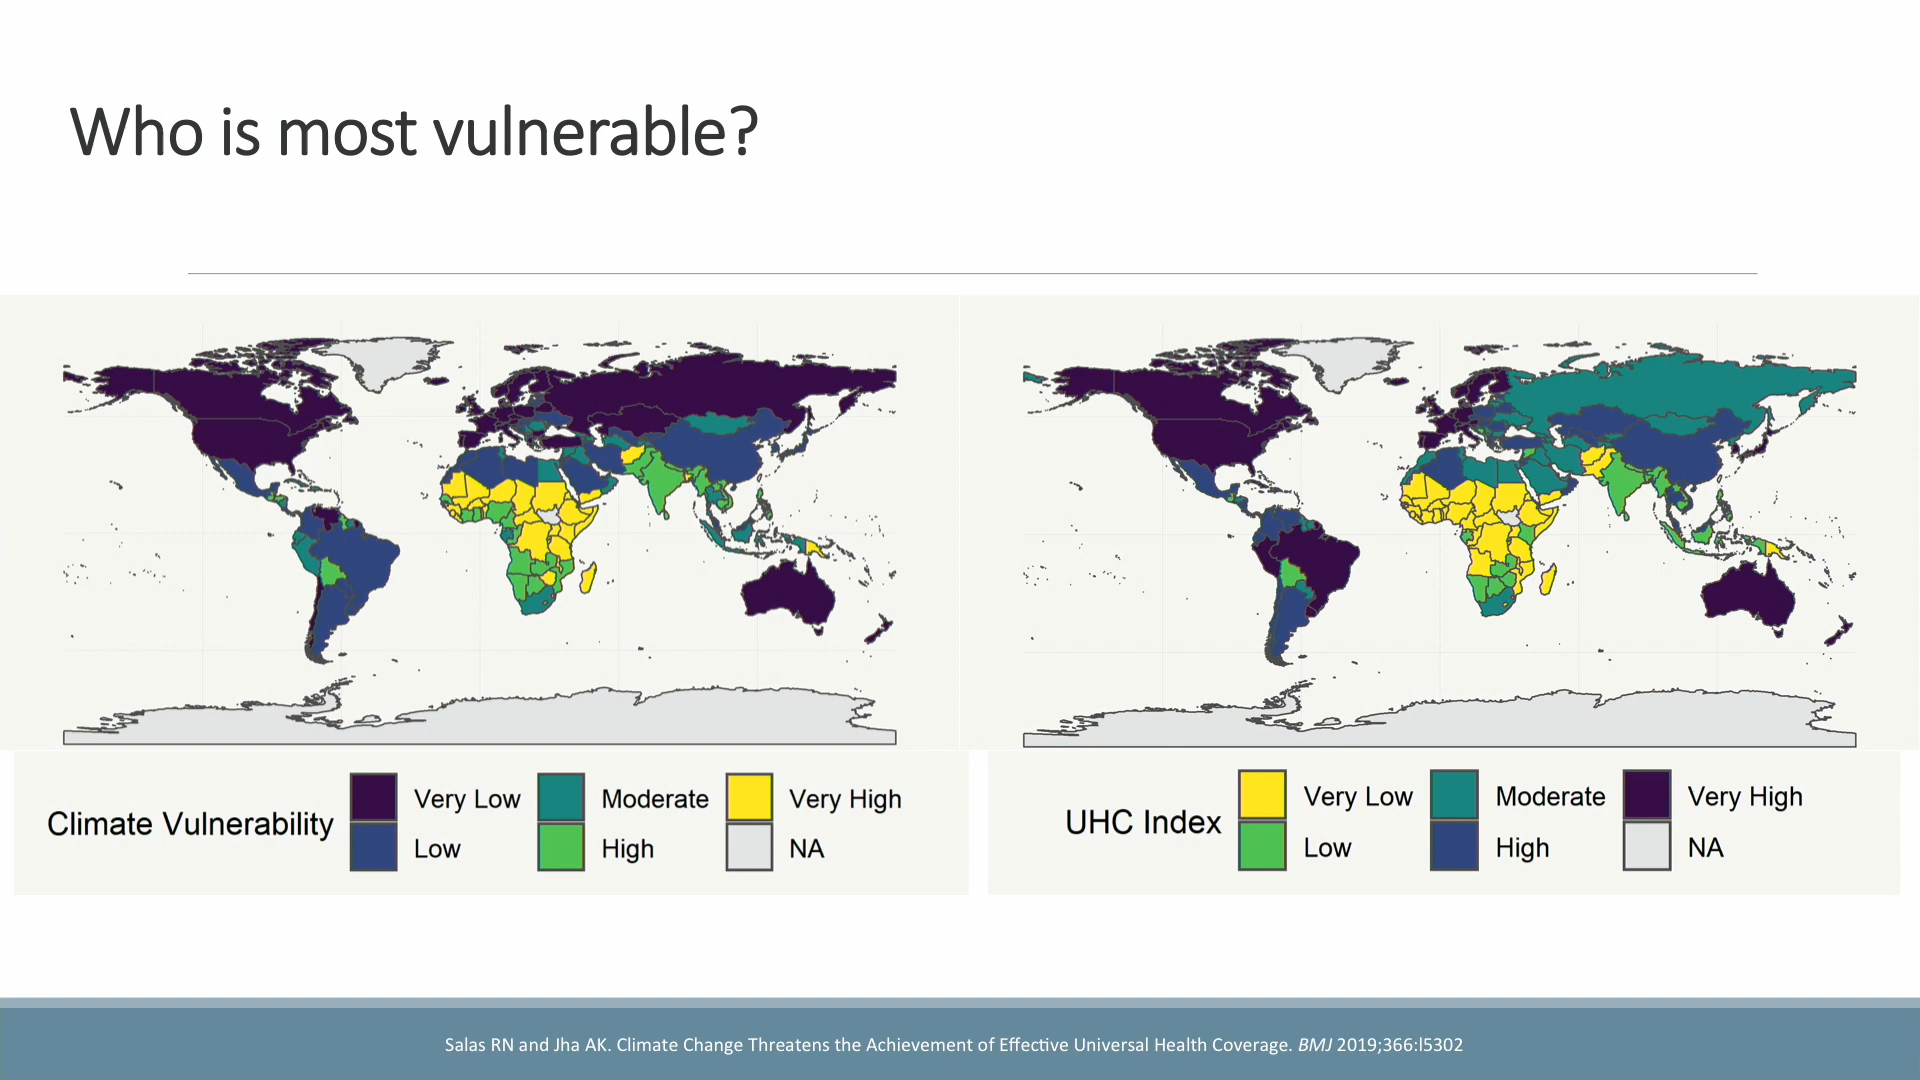 Who is most vulnerable?
Climate Vulnerability
Very Low
Moderate
Very High
Low
High
NA
UHC Index
Very Low
Moderate
Very High
Low
High
NA
Salas RN and Jha AK. Climate Change Threatens the Achievement of Effective Universal Health Coverage. BMJ 2019;366:l5302